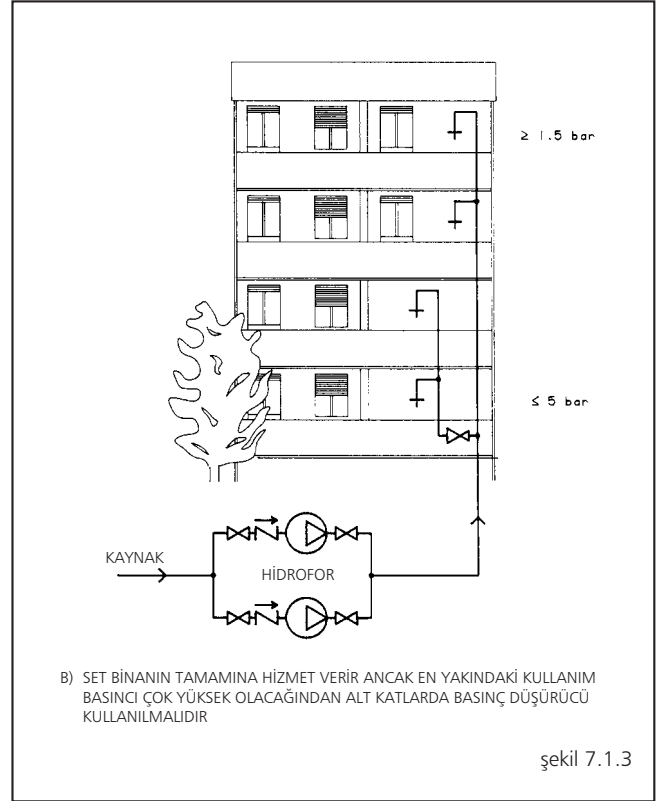 ≥ 1.5 bar
≤ 5 bar
KAYNAK
HİDROFOR
B) SET BİNANIN TAMAMINA HİZMET VERİR ANCAK EN YAKINDAKİ KULLANIM
BASINCI ÇOK YÜKSEK OLACAĞINDAN ALT KATLARDA BASINÇ DÜŞÜRÜCÜ
KULLANILMALIDIR
şekil 7.1.3